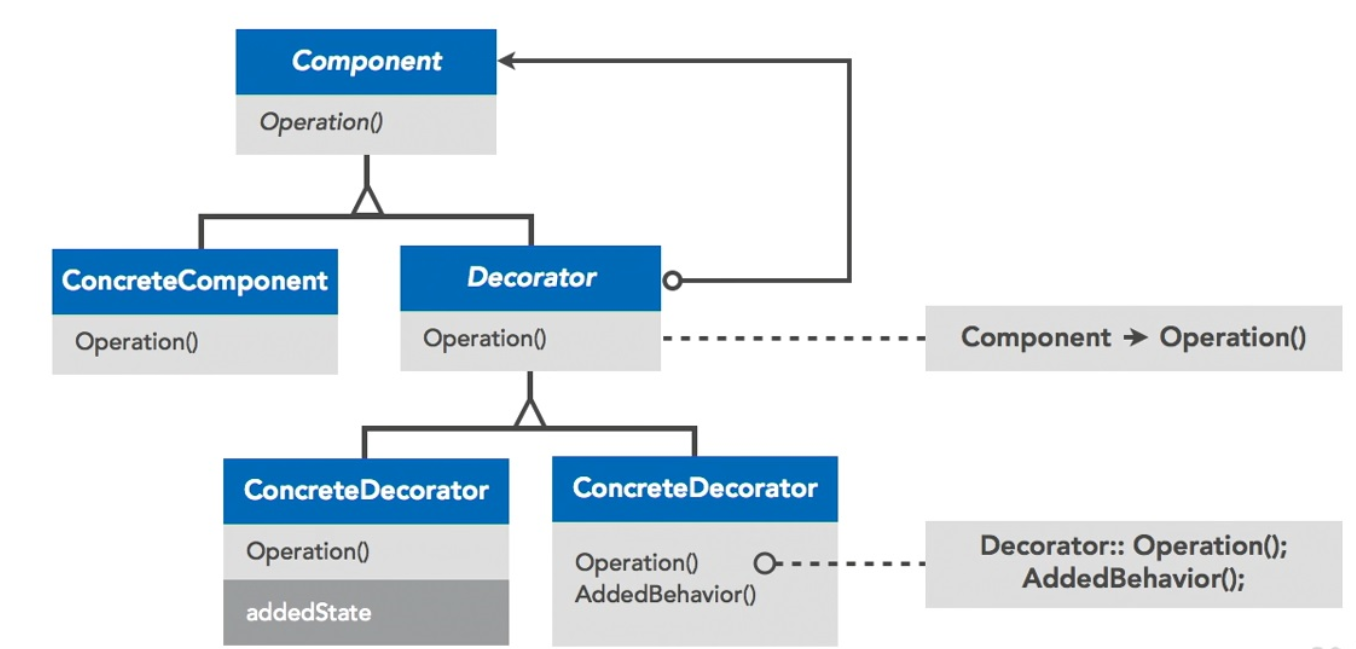 Component
Operation()
ConcreteComponent
Operation()
Decorator
Operation()
Component → Operation()
ConcreteDecorator
Operation()
addedState
ConcreteDecorator
Operation()
AddedBehavior()
Decorator:: Operation();
AddedBehavior();